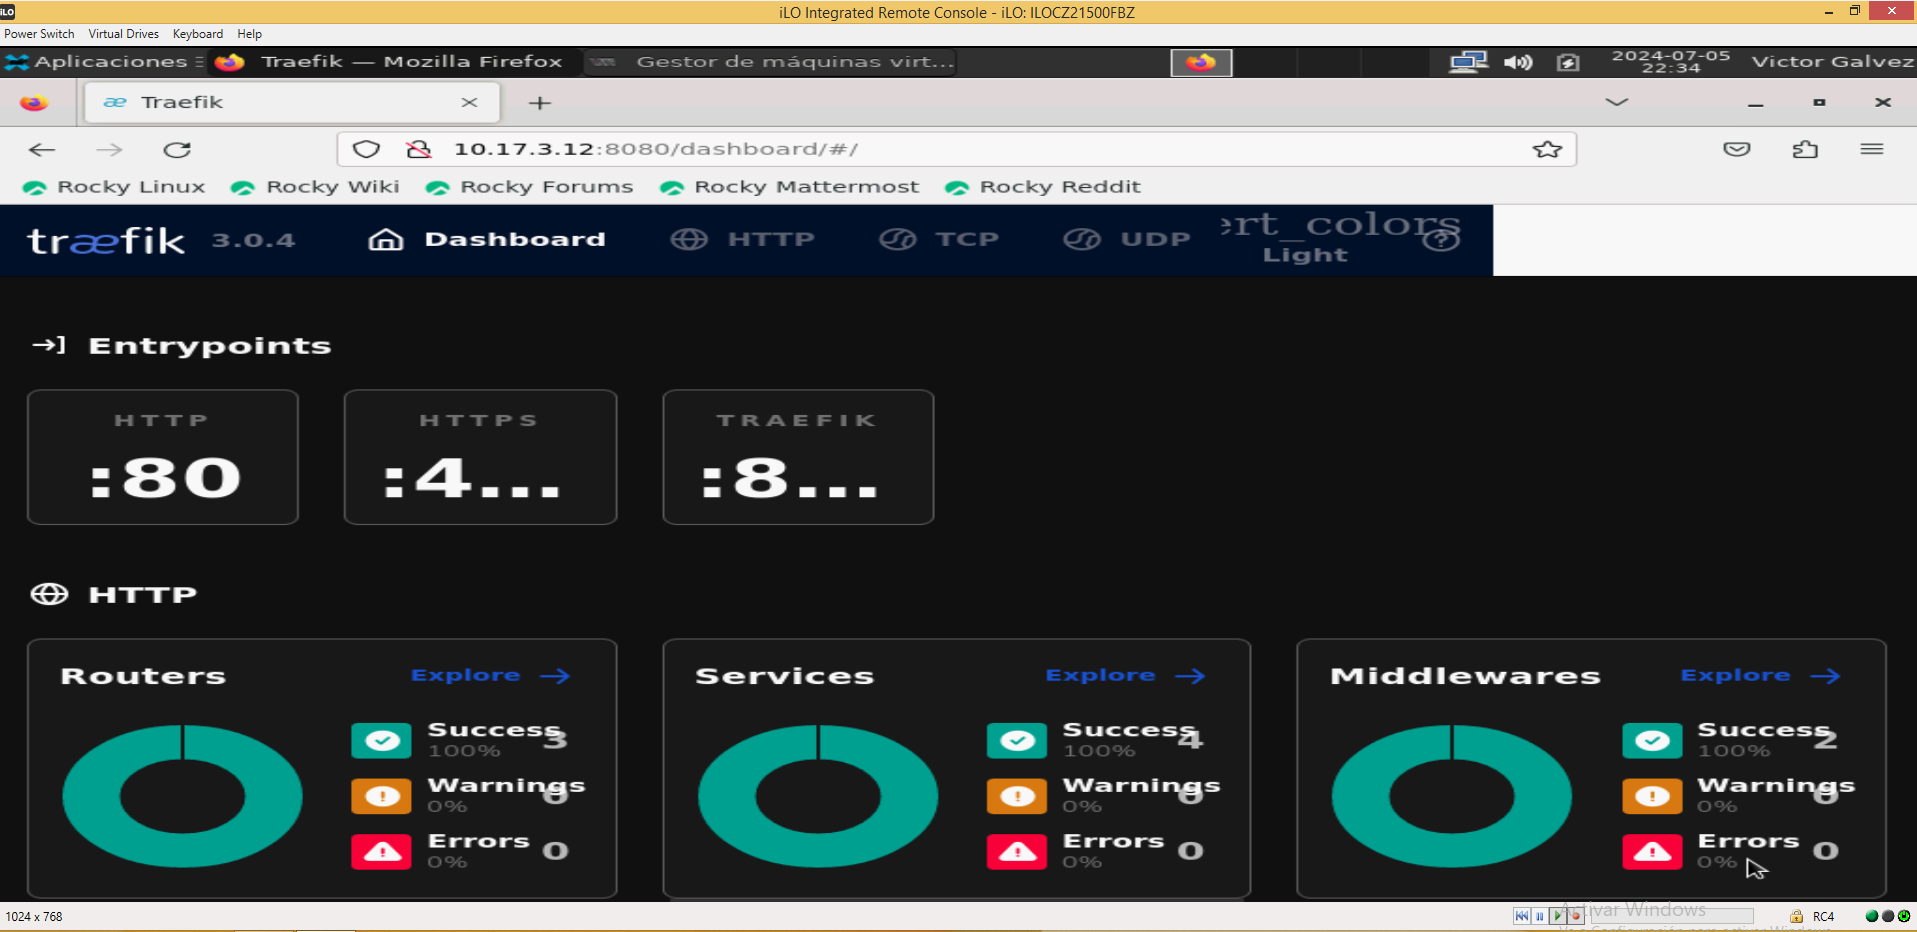 iLO Integrated Remote Console - iLO: ILOCZ21500FBZ
Power Switch Virtual Drives Keyboard Help
Aplicaciones Traefik — Mozilla Firefox Gestor de máquinas virt... 2024-07-05 22:34 Victor Galvez
Traefik
10.17.3.12:8080/dashboard/#/
Rocky Linux Rocky Wiki Rocky Forums Rocky Mattermost Rocky Reddit
træfik 3.0.4 Dashboard HTTP TCP UDP ert_colors
Light
Entrypoints
HTTP HTTPS TRAEFIK
:80 :4... :8...
HTTP
Routers Explore Services Explore Middlewares Explore
Success 3 Success 4 Success 2
100% 100% 100%
Warnings 0 Warnings 0 Warnings 0
0% 0% 0%
Errors 0 Errors 0 Errors 0
0% 0% 0%
1024 x 768 Activar Windows RC4